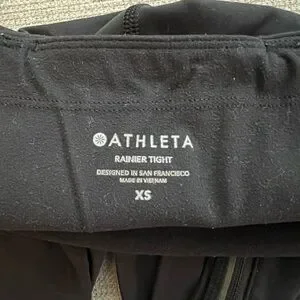 ATHLETA
RAINIER TIGHT
DESIGNED IN SAN FRANCISCO
MADE IN VIETNAM
XS